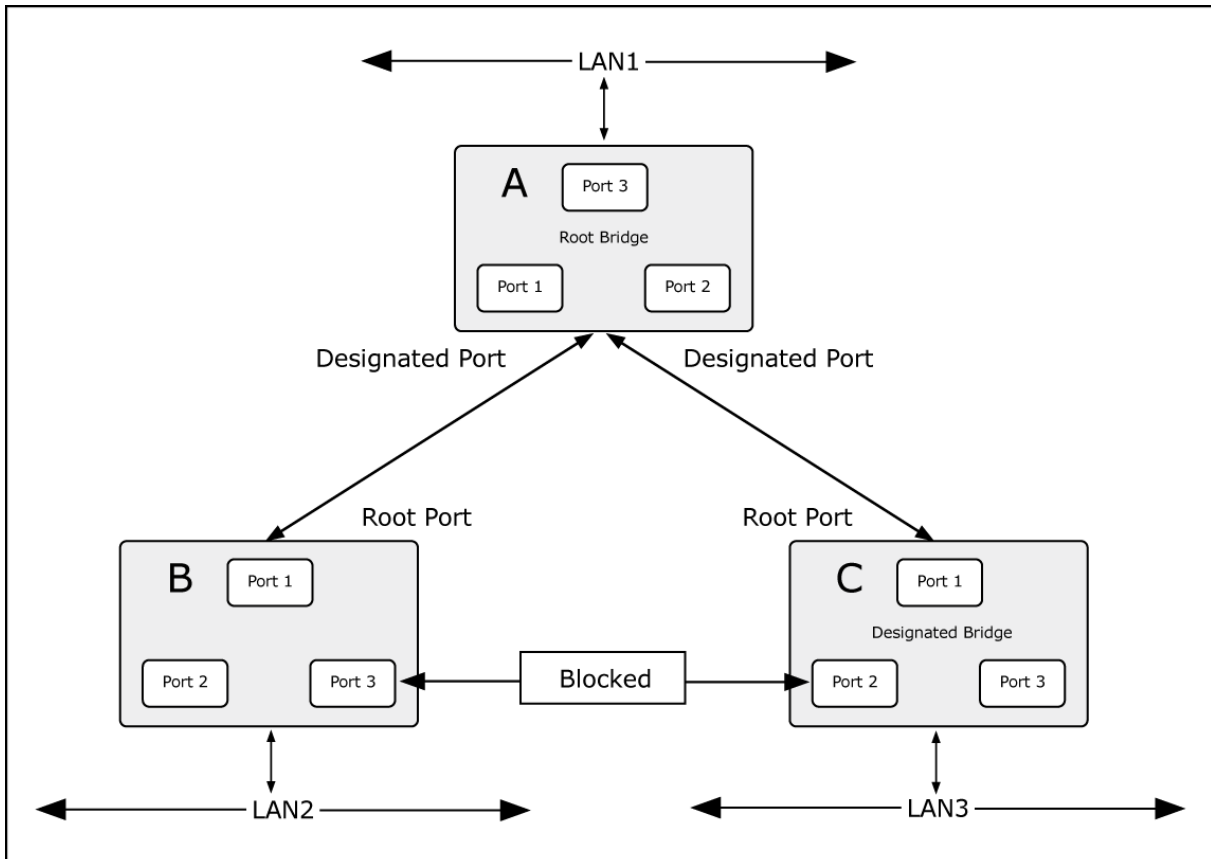 LAN1
A
Port 3
Root Bridge
Port 1
Port 2
Designated Port
Designated Port
Root Port
Root Port
B
Port 1
Port 2
Port 3
Blocked
C
Port 1
Designated Bridge
Port 2
Port 3
LAN2
LAN3